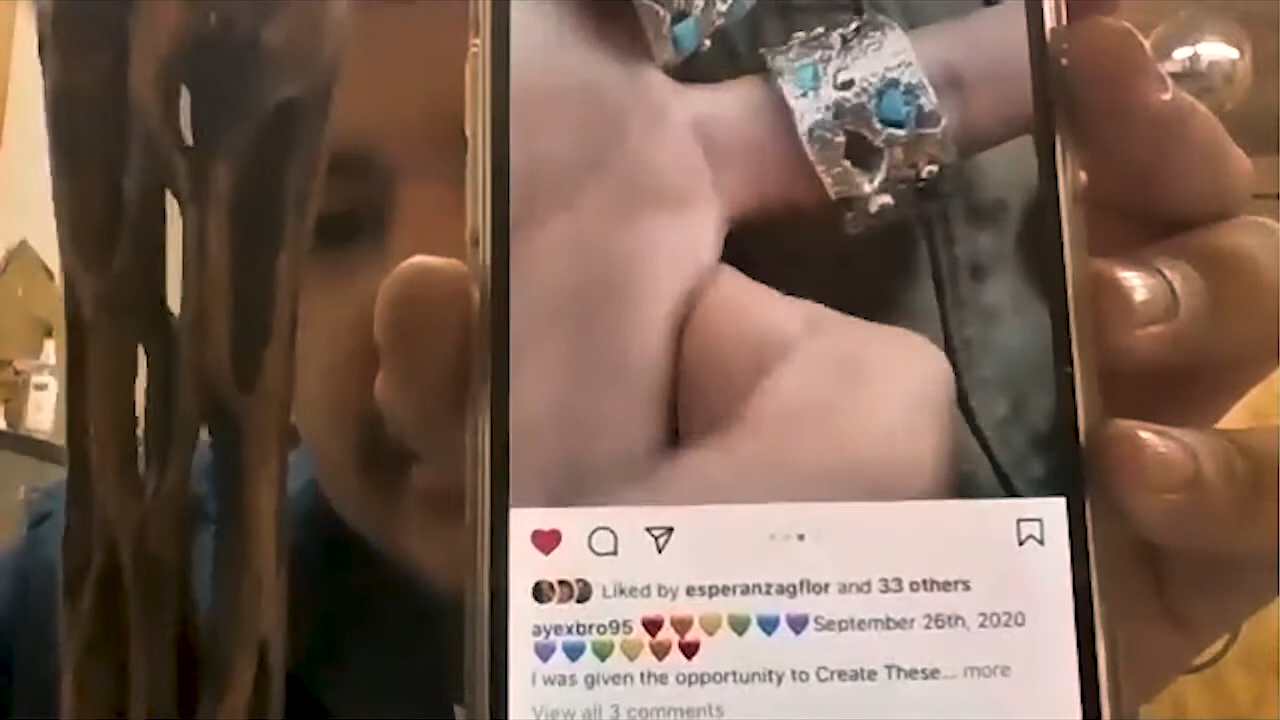 Liked by esperanzagflor and 33 others
ayexbro95 ❤️🧡💛💚💙💜September 26th, 2020
💜💙💚💛🧡❤️
I was given the opportunity to Create These... more
View all 3 comments